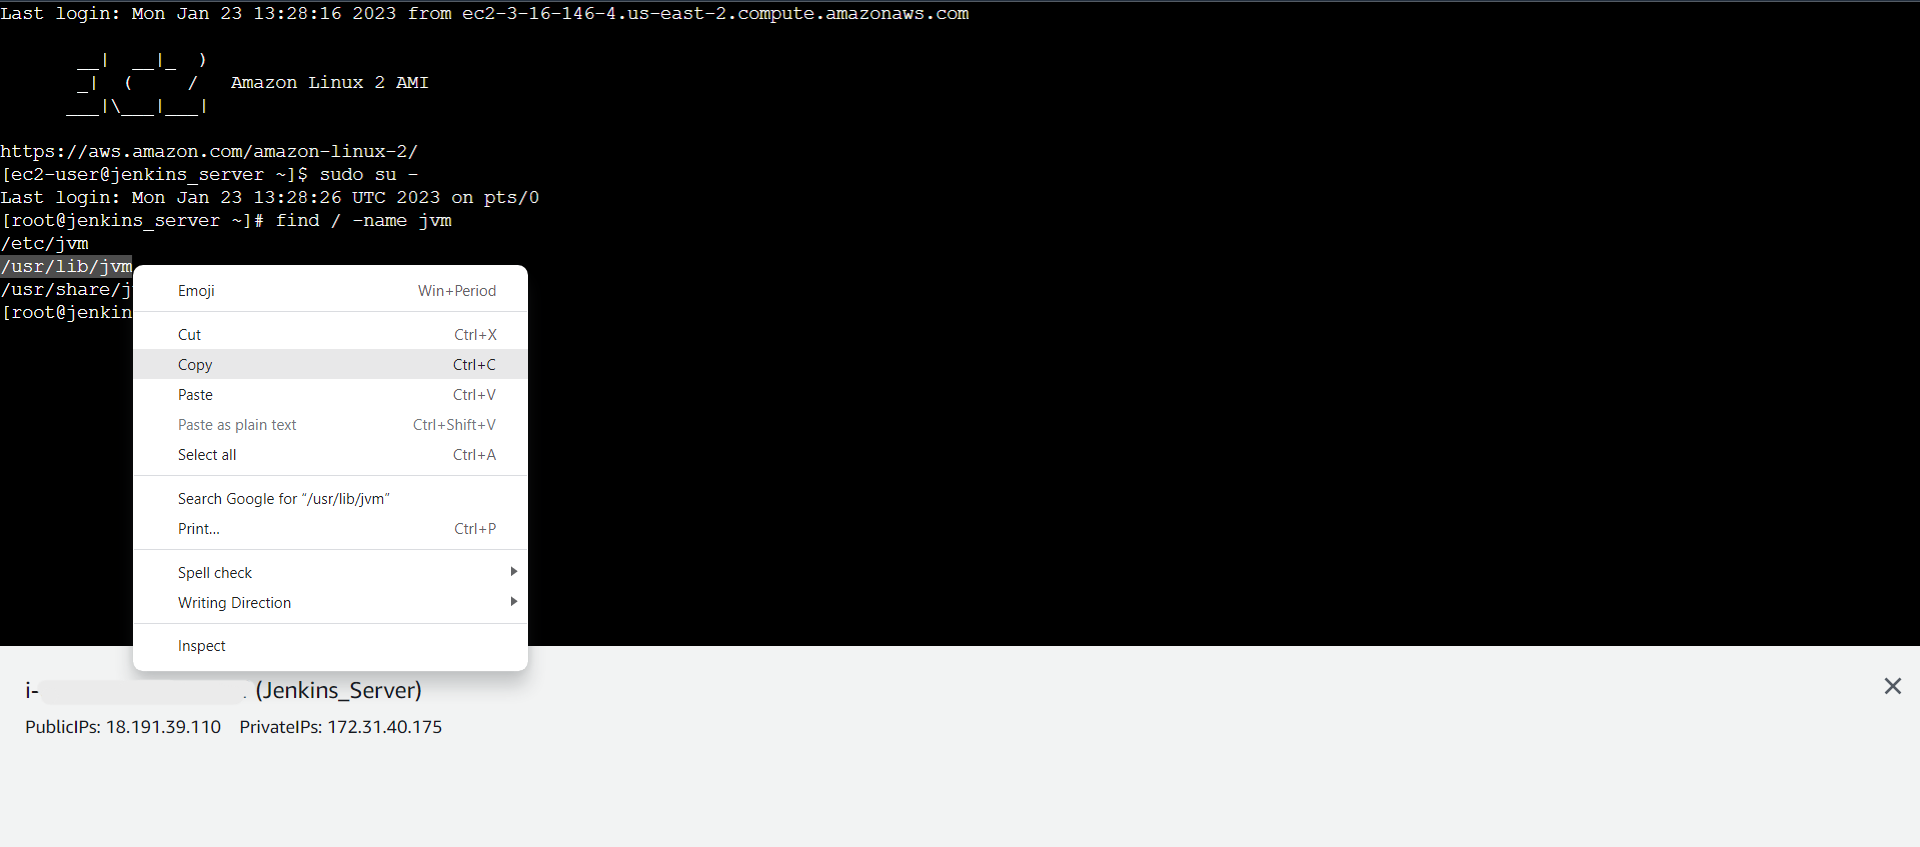 Last login: Mon Jan 23 13:28:16 2023 from ec2-3-16-146-4.us-east-2.compute.amazonaws.com
       __|  __|_  )
       _|  (     /   Amazon Linux 2 AMI
      ___|\___|___|
https://aws.amazon.com/amazon-linux-2/
[ec2-user@jenkins_server ~]$ sudo su -
Last login: Mon Jan 23 13:28:26 UTC 2023 on pts/0
[root@jenkins_server ~]# find / -name jvm
/etc/jvm
/usr/lib/jvm
/usr/share/j
[root@jenkin
Emoji Win+Period
Cut Ctrl+X
Copy Ctrl+C
Paste Ctrl+V
Paste as plain text Ctrl+Shift+V
Select all Ctrl+A
Search Google for “/usr/lib/jvm”
Print... Ctrl+P
Spell check
Writing Direction
Inspect
i- (Jenkins_Server)
PublicIPs: 18.191.39.110 PrivateIPs: 172.31.40.175